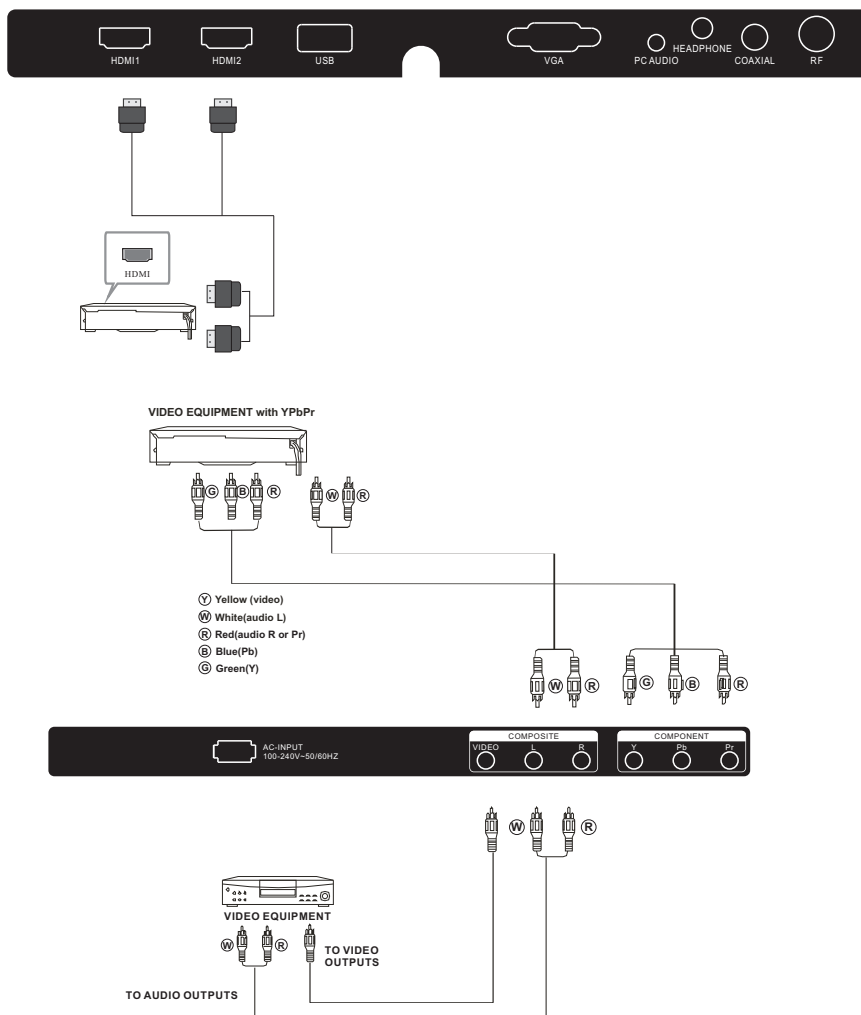 HDMI1 HDMI2 USB VGA PC AUDIO HEADPHONE COAXIAL RF
HDMI
VIDEO EQUIPMENT with YPbPr
G B R W R
Y Yellow (video)
W White(audio L)
R Red(audio R or Pr)
B Blue(Pb)
G Green(Y)
W R G B R
COMPOSITE COMPONENT
AC-INPUT
100-240V~50/60HZ
VIDEO L R Y Pb Pr
W R
VIDEO EQUIPMENT
W R
TO VIDEO
OUTPUTS
TO AUDIO OUTPUTS